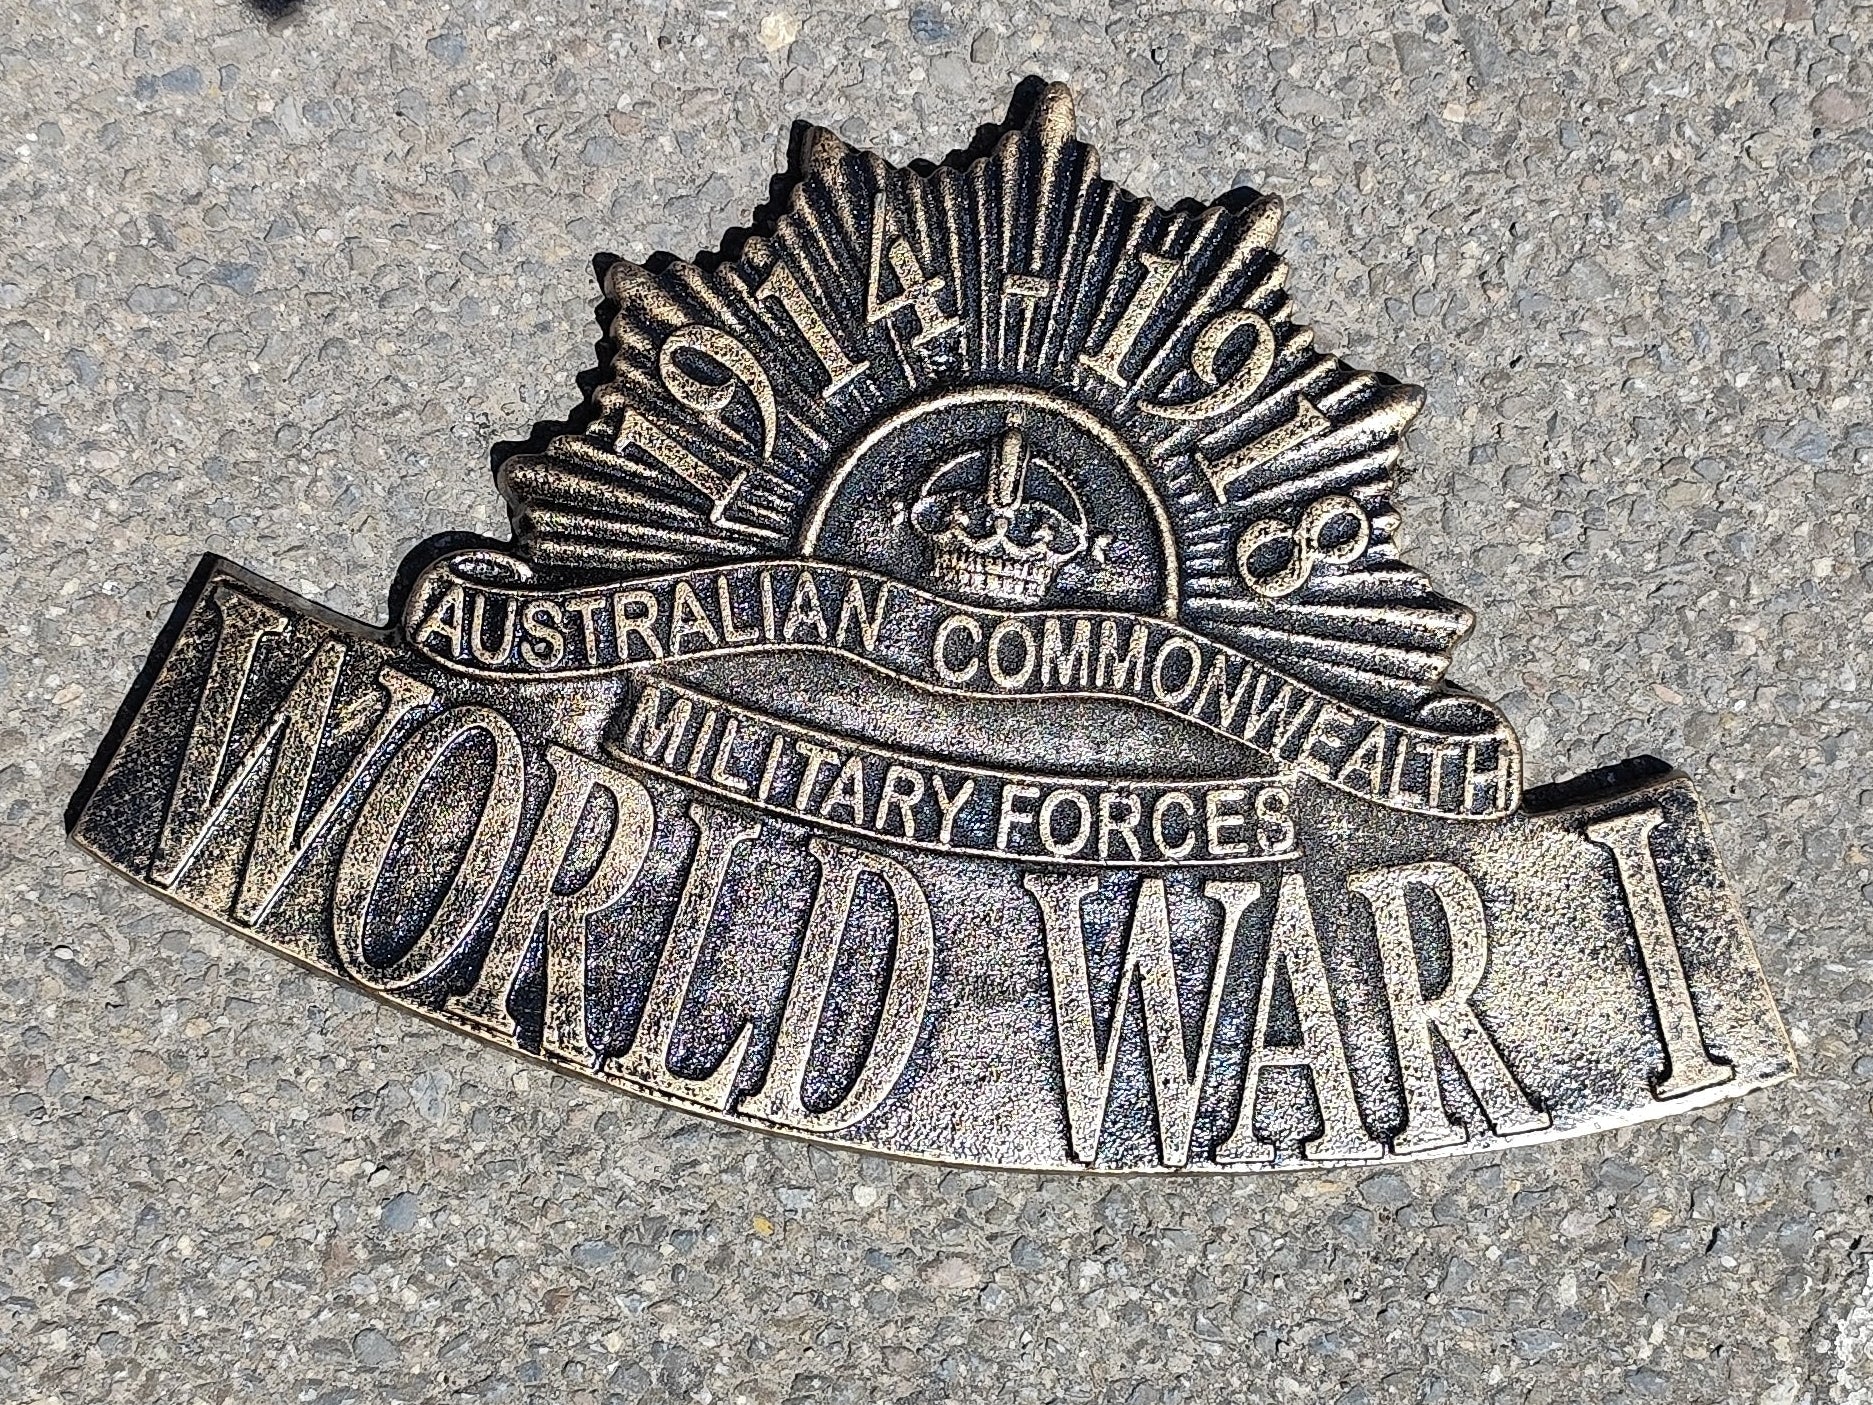 1914-1918
AUSTRALIAN COMMONWEALTH
MILITARY FORCES
WORLD WAR I